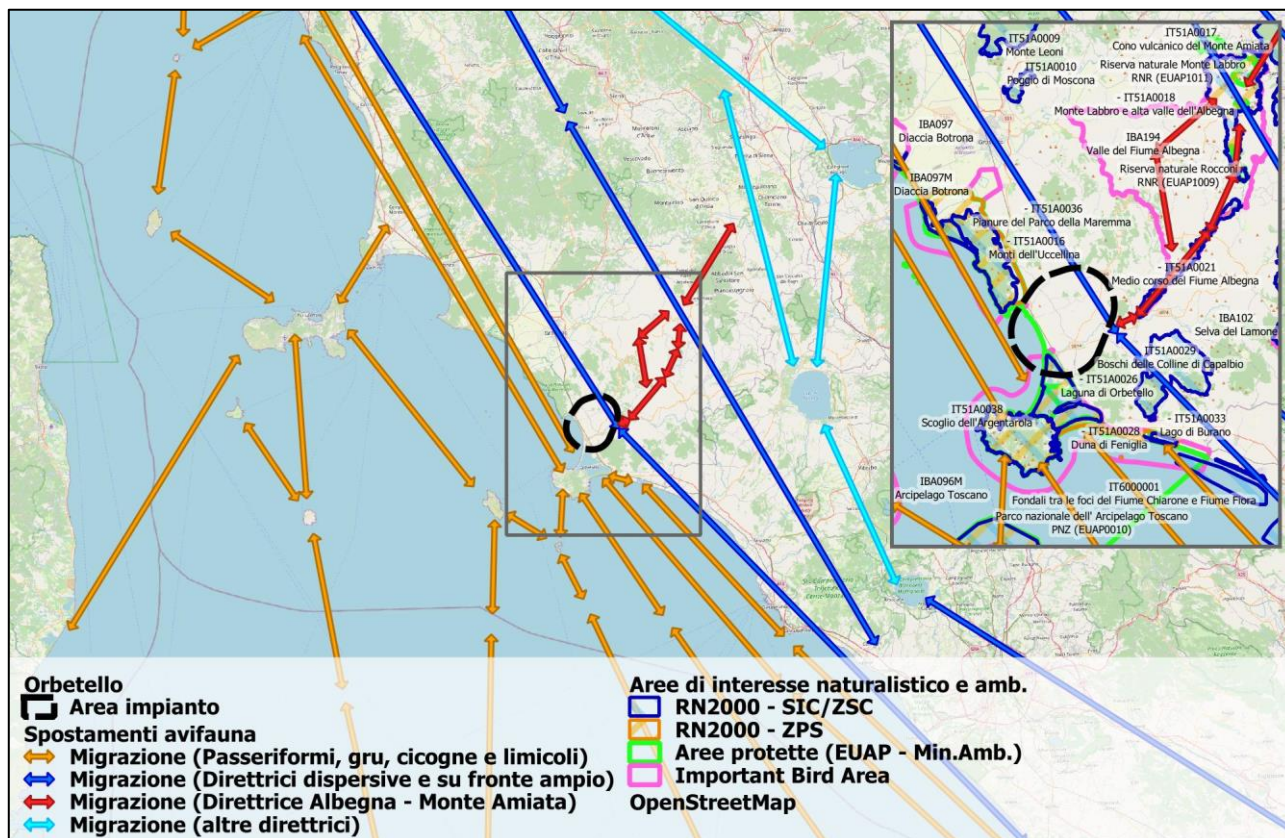 IT51A0009
Monte Leoni
IT51A0010
Poggio di Moscona
IT51A0017
Cono vulcanico del Monte Amiata
Riserva naturale Monte Labbro
RNR (EUAP1011)
- IT51A0018
Monte Labbro e alta valle dell'Albegna
IBA097
Diaccia Botrona
IBA194
Valle del Fiume Albegna
Riserva naturale Rocconi
RNR (EUAP1009)
IBA097M
Diaccia Botrona
- IT51A0036
Pianure del Parco della Maremma
- IT51A0016
Monti dell'Uccellina
- IT51A0021
Medio corso del Fiume Albegna
IBA102
Selva del Lamone
- IT51A0029
Boschi delle Colline di Capalbio
- IT51A0026
Laguna di Orbetello
IT51A0038
Scoglio dell'Argentarola
- IT51A0033
Lago di Burano
- IT51A0028
Duna di Feniglia
IBA096M
Arcipelago Toscano
IT6000001
Fondali tra le foci del Fiume Chiarone e Fiume Fiora
Parco nazionale dell' Arcipelago Toscano
PNZ (EUAP0010)
Orbetello
Area impianto
Spostamenti avifauna
Migrazione (Passeriformi, gru, cicogne e limicoli)
Migrazione (Direttrici dispersive e su fronte ampio)
Migrazione (Direttrice Albegna - Monte Amiata)
Migrazione (altre direttrici)
Aree di interesse naturalistico e amb.
RN2000 - SIC/ZSC
RN2000 - ZPS
Aree protette (EUAP - Min.Amb.)
Important Bird Area
OpenStreetMap